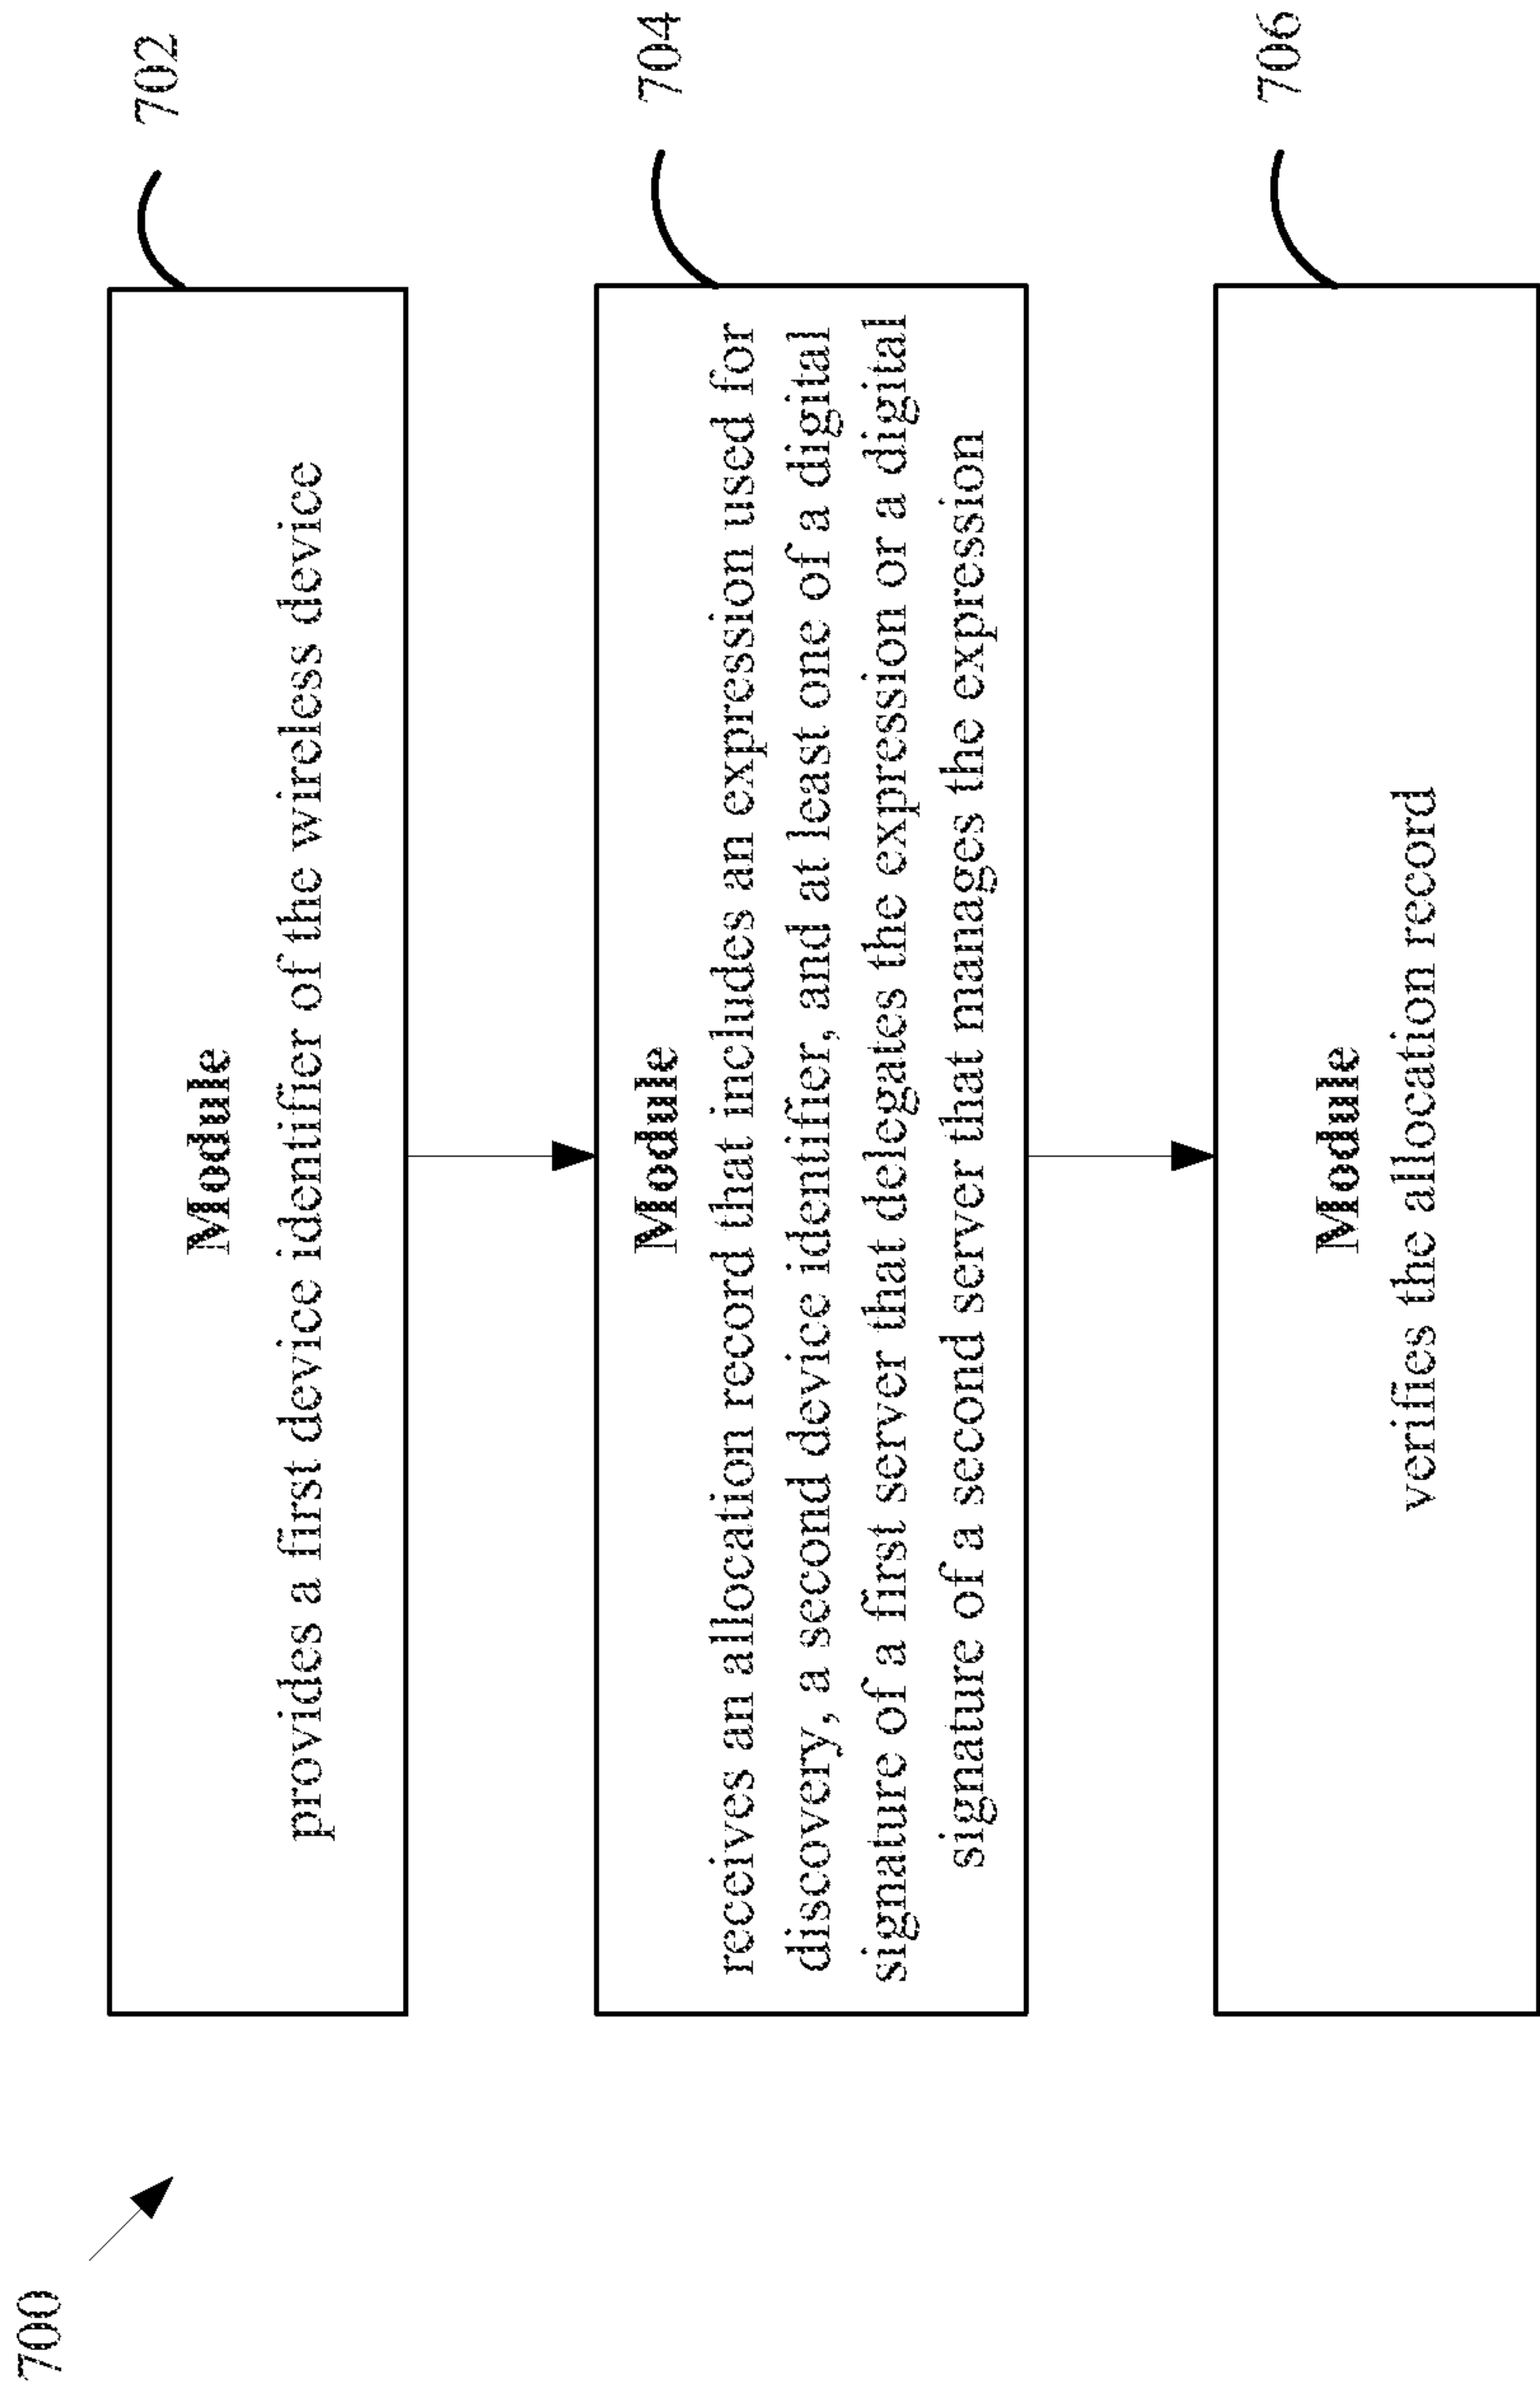 700
702
Module
provides a first device identifier of the wireless device
704
Module
receives an allocation record that includes an expression used for
discovery, a second device identifier, and at least one of a digital
signature of a first server that delegates the expression or a digital
signature of a second server that manages the expression
706
Module
verifies the allocation record